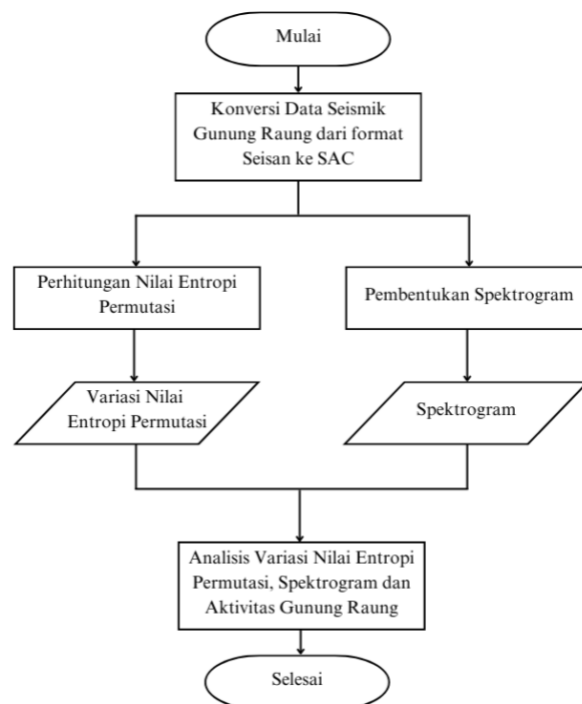 Mulai
Konversi Data Seismik
Gunung Raung dari format
Seisan ke SAC
Perhitungan Nilai Entropi
Permutasi
Pembentukan Spektrogram
Variasi Nilai
Entropi Permutasi
Spektrogram
Analisis Variasi Nilai Entropi
Permutasi, Spektrogram dan
Aktivitas Gunung Raung
Selesai